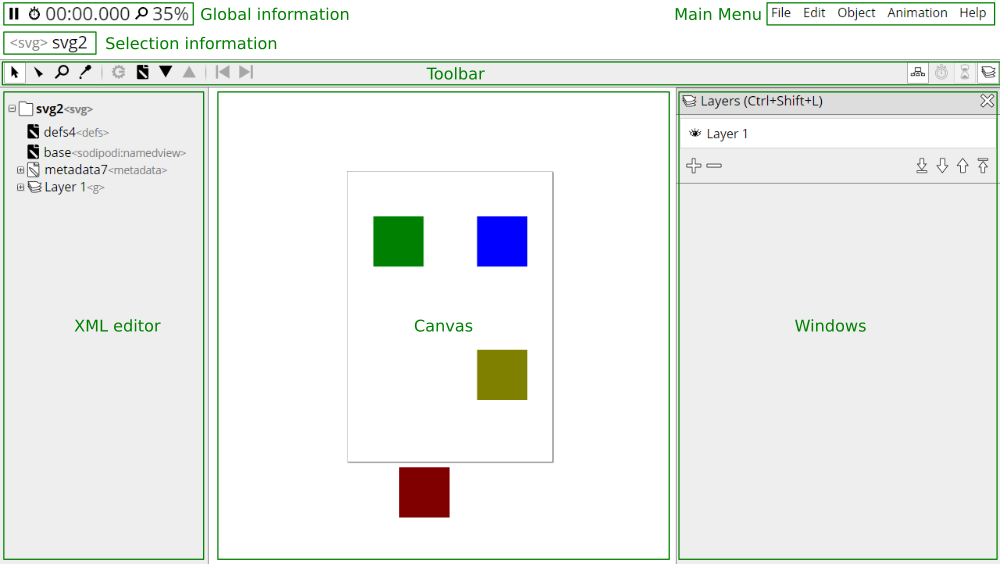 00:00.000 35% Global information
Main Menu File Edit Object Animation Help
<svg> svg2 Selection information
Toolbar
svg2<svg>
defs4<defs>
base<sodipodi:namedview>
metadata7<metadata>
Layer 1<g>
XML editor
Canvas
Layers (Ctrl+Shift+L)
Layer 1
Windows